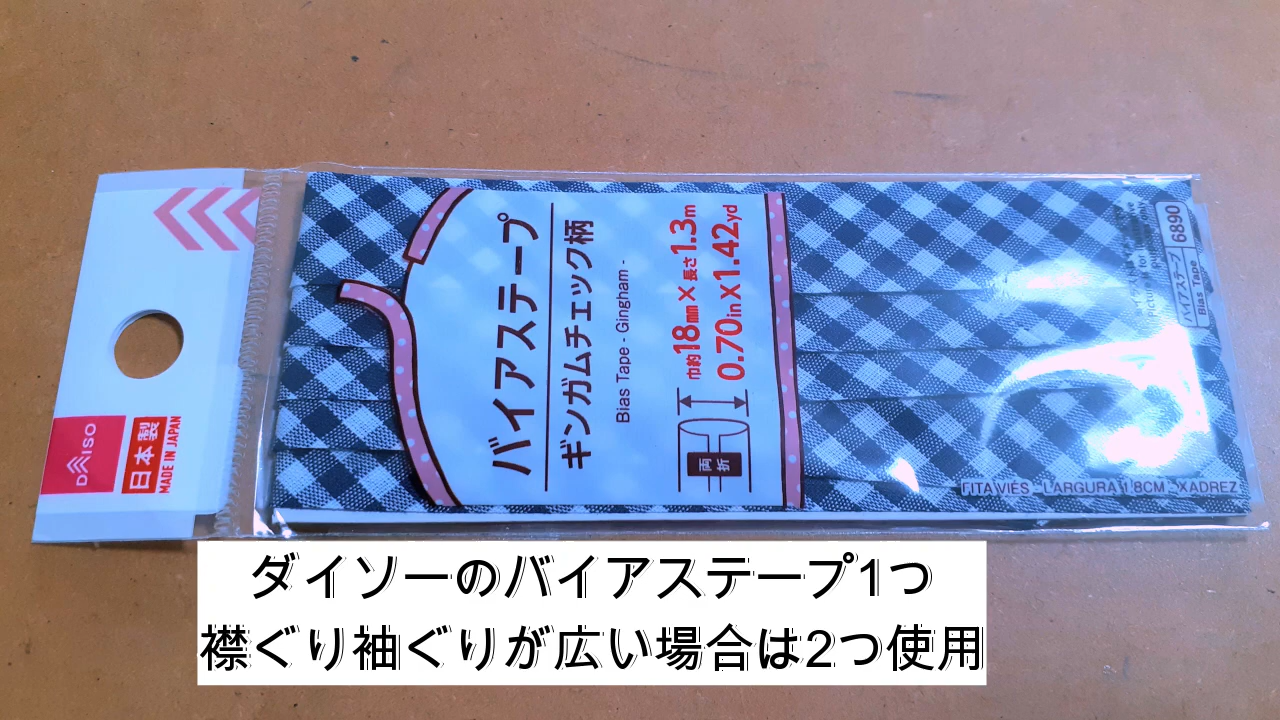 DAISO
日本製
MADE IN JAPAN
バイアステープ
ギンガムチェック柄
Bias Tape - Gingham -
両折
巾約18mm×長さ1.3m
0.70in×1.42yd
バイアステープ
Bias Tape
6890
FITA VIÉS - LARGURA 1.8CM - XADREZ
ダイソーのバイアステープ1つ
襟ぐり袖ぐりが広い場合は2つ使用